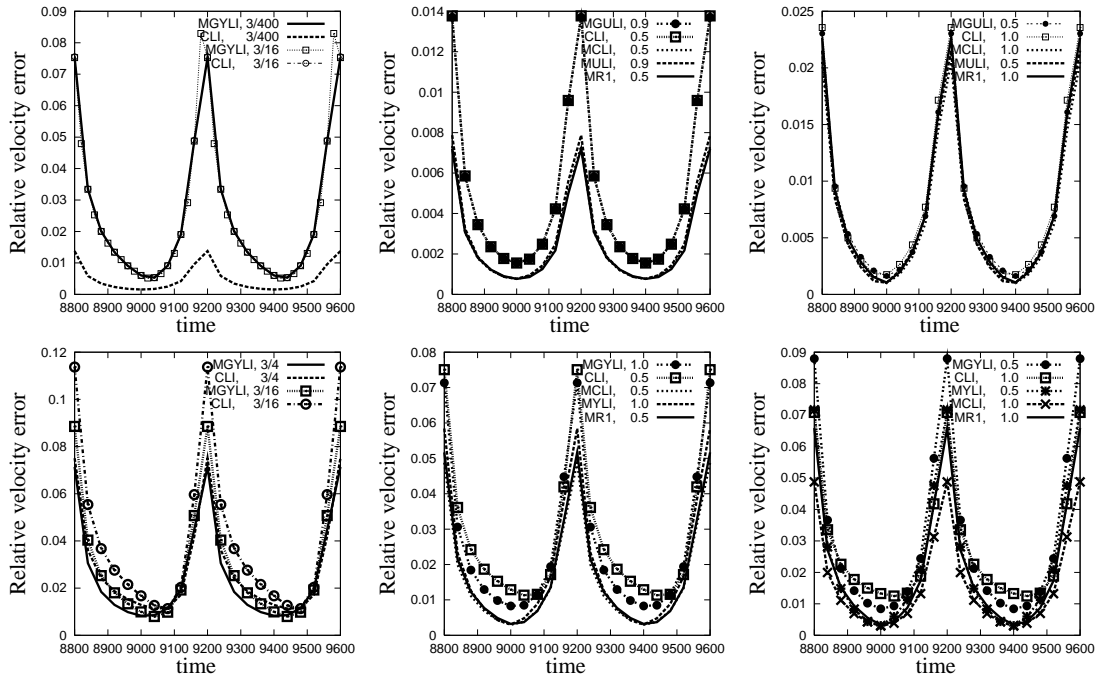 Relative velocity error
0.09
0.08
0.07
0.06
0.05
0.04
0.03
0.02
0.01
0
8800 8900 9000 9100 9200 9300 9400 9500 9600
time
MGYLI, 3/400
CLI, 3/400
MGYLI, 3/16
CLI, 3/16
Relative velocity error
0.014
0.012
0.01
0.008
0.006
0.004
0.002
0
8800 8900 9000 9100 9200 9300 9400 9500 9600
time
MGULI, 0.9
CLI, 0.5
MCLI, 0.5
MULI, 0.9
MR1, 0.5
Relative velocity error
0.025
0.02
0.015
0.01
0.005
0
8800 8900 9000 9100 9200 9300 9400 9500 9600
time
MGULI, 0.5
CLI, 1.0
MCLI, 1.0
MULI, 0.5
MR1, 1.0
Relative velocity error
0.12
0.1
0.08
0.06
0.04
0.02
0
8800 8900 9000 9100 9200 9300 9400 9500 9600
time
MGYLI, 3/4
CLI, 3/4
MGYLI, 3/16
CLI, 3/16
Relative velocity error
0.08
0.07
0.06
0.05
0.04
0.03
0.02
0.01
0
8800 8900 9000 9100 9200 9300 9400 9500 9600
time
MGYLI, 1.0
CLI, 0.5
MCLI, 0.5
MYLI, 1.0
MR1, 0.5
Relative velocity error
0.09
0.08
0.07
0.06
0.05
0.04
0.03
0.02
0.01
0
8800 8900 9000 9100 9200 9300 9400 9500 9600
time
MGYLI, 0.5
CLI, 1.0
MYLI, 0.5
MCLI, 1.0
MR1, 1.0